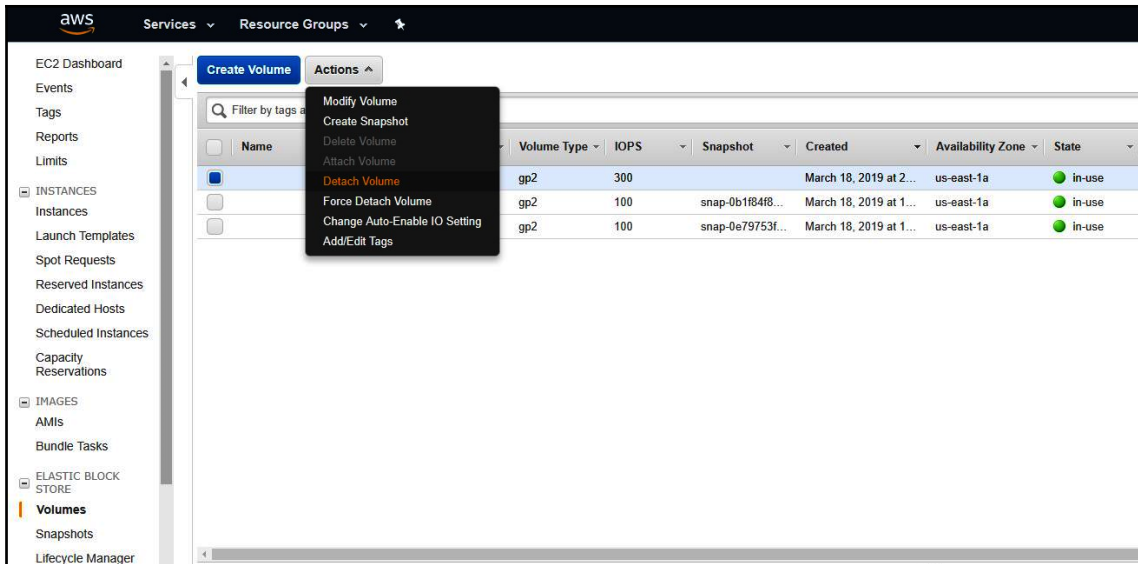 aws Services Resource Groups
EC2 Dashboard
Events
Tags
Reports
Limits
INSTANCES
Instances
Launch Templates
Spot Requests
Reserved Instances
Dedicated Hosts
Scheduled Instances
Capacity
Reservations
IMAGES
AMIs
Bundle Tasks
ELASTIC BLOCK
STORE
Volumes
Snapshots
Lifecycle Manager
Create Volume Actions
Filter by tags a
Modify Volume
Create Snapshot
Delete Volume
Attach Volume
Detach Volume
Force Detach Volume
Change Auto-Enable IO Setting
Add/Edit Tags
Name Volume Type IOPS Snapshot Created Availability Zone State
gp2 300 March 18, 2019 at 2... us-east-1a in-use
gp2 100 snap-0b1f84f8... March 18, 2019 at 1... us-east-1a in-use
gp2 100 snap-0e79753f... March 18, 2019 at 1... us-east-1a in-use